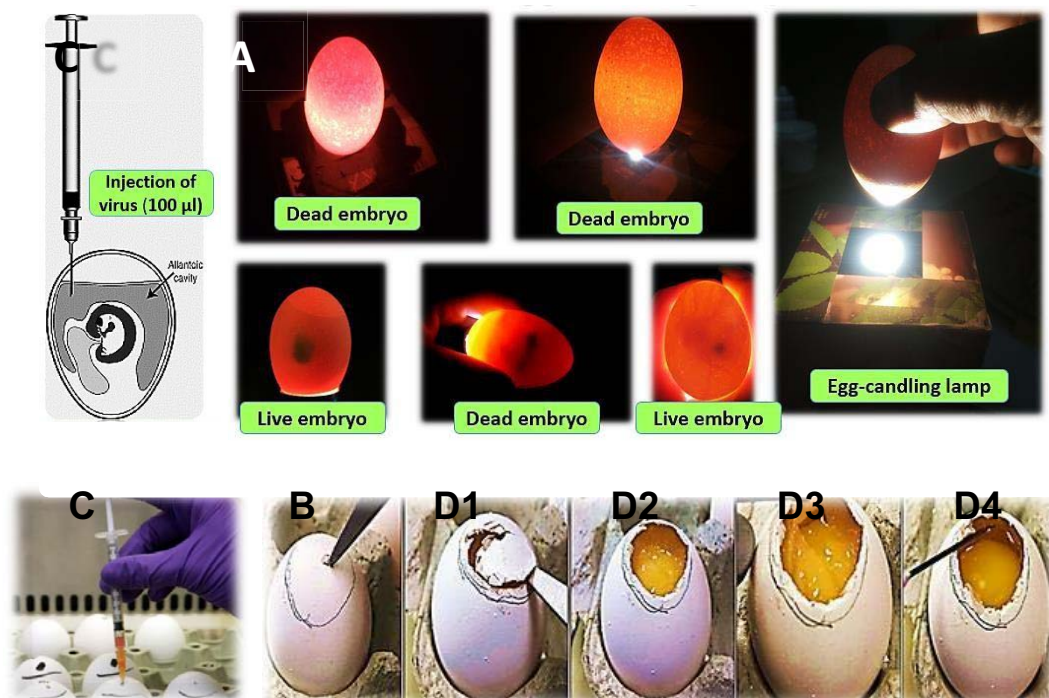 C C
A
Injection of
virus (100 µl)
Allantoic
cavity
Dead embryo
Dead embryo
Live embryo
Dead embryo
Live embryo
Egg-candling lamp
C B D1 D2 D3 D4